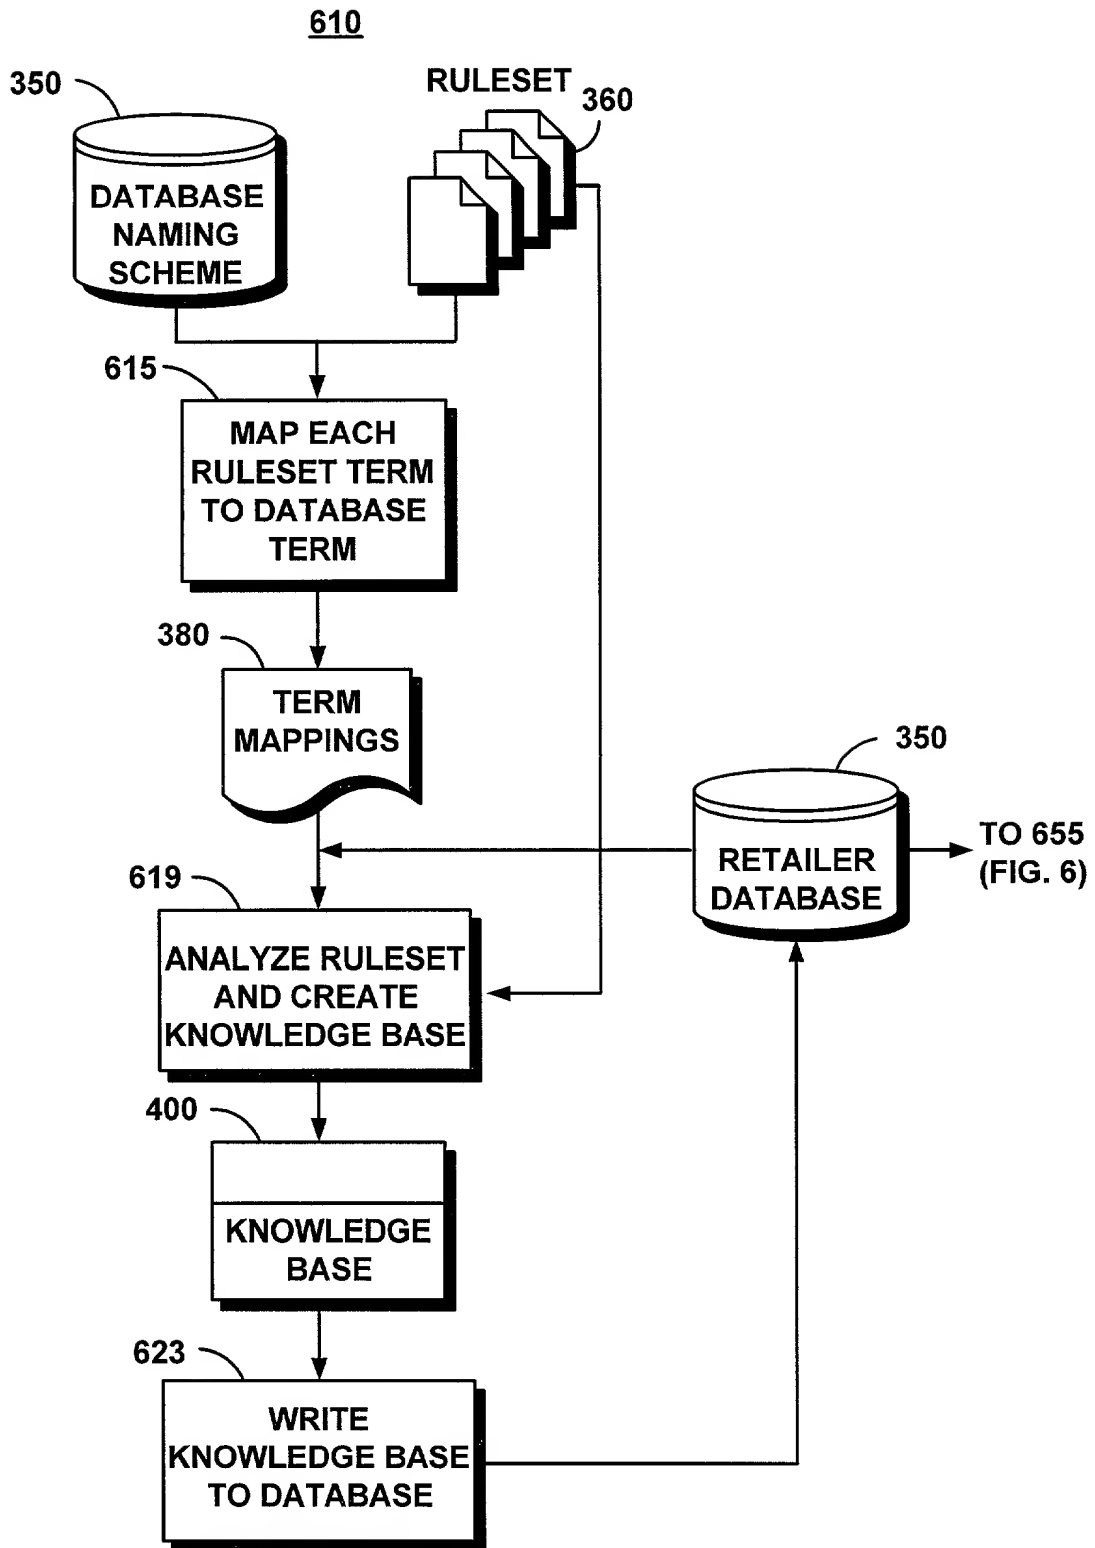 610
350
RULESET
360
DATABASE
NAMING
SCHEME
615
MAP EACH
RULESET TERM
TO DATABASE
TERM
380
TERM
MAPPINGS
350
RETAILER
DATABASE
TO 655
(FIG. 6)
619
ANALYZE RULESET
AND CREATE
KNOWLEDGE BASE
400
KNOWLEDGE
BASE
623
WRITE
KNOWLEDGE BASE
TO DATABASE